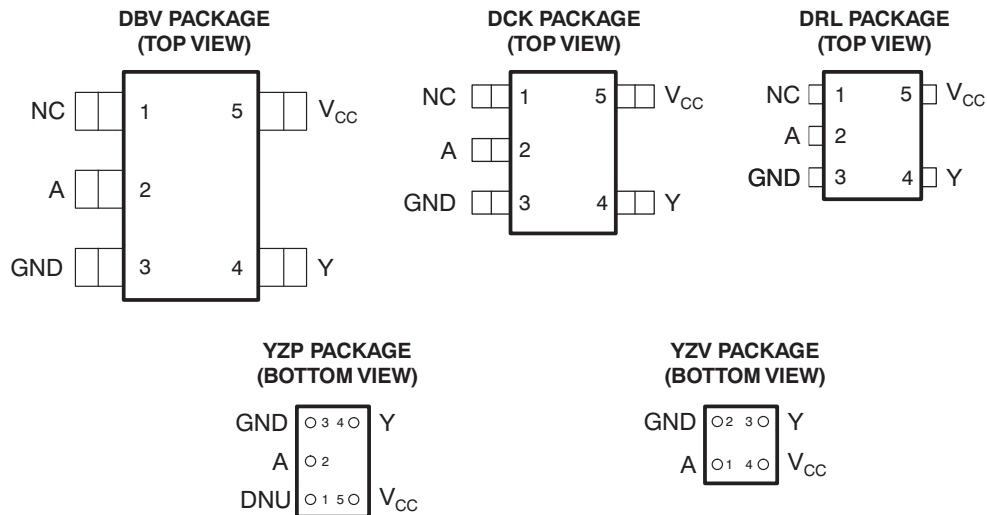 DBV PACKAGE
(TOP VIEW)
NC 1 5 VCC
A 2
GND 3 4 Y
DCK PACKAGE
(TOP VIEW)
NC 1 5 VCC
A 2
GND 3 4 Y
DRL PACKAGE
(TOP VIEW)
NC 1 5 VCC
A 2
GND 3 4 Y
YZP PACKAGE
(BOTTOM VIEW)
GND 3 4 Y
A 2
DNU 1 5 VCC
YZV PACKAGE
(BOTTOM VIEW)
GND 2 3 Y
A 1 4 VCC